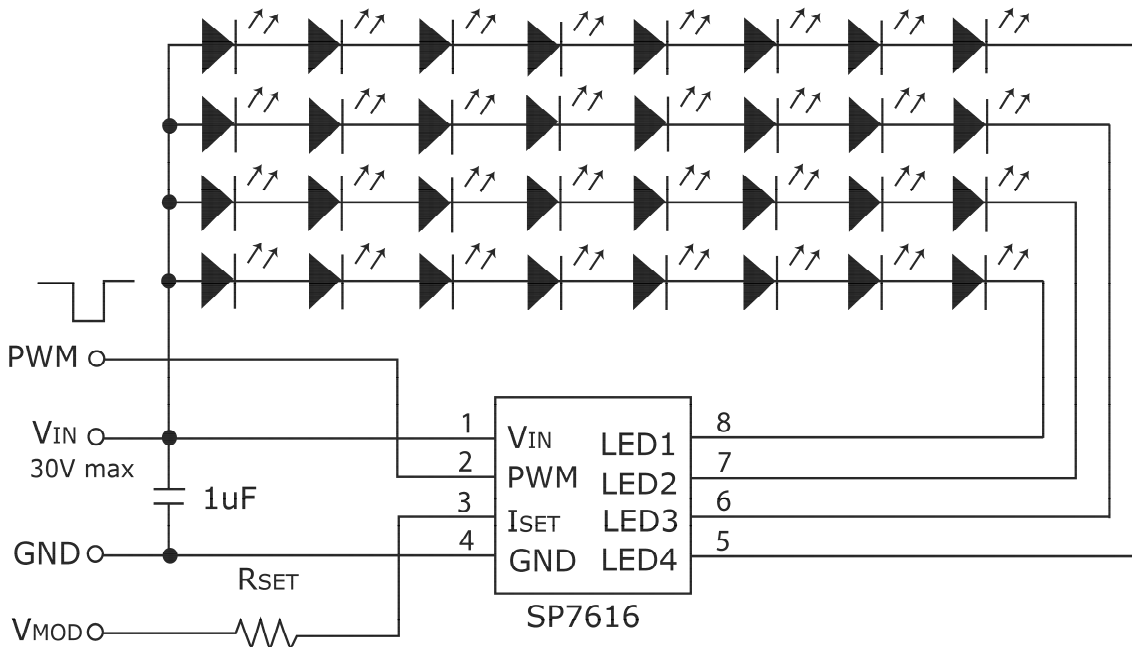 PWM
VIN
30V max
1uF
GND
RSET
VMOD
1
2
3
4
VIN
PWM
ISET
GND
LED1
LED2
LED3
LED4
8
7
6
5
SP7616